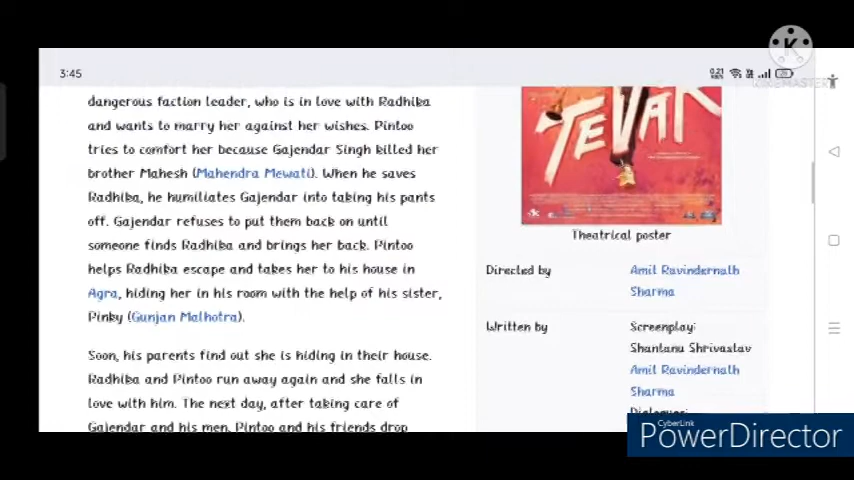 3:45
dangerous faction leader, who is in love with Radhika
and wants to marry her against her wishes. Pintoo
tries to comfort her because Gajendar Singh killed her
brother Mahesh (Mahendra Mewati). When he saves
Radhika, he humiliates Gajendar into taking his pants
off. Gajendar refuses to put them back on until
someone finds Radhika and brings her back. Pintoo
helps Radhika escape and takes her to his house in
Agra, hiding her in his room with the help of his sister,
Pinky (Gunjan Malhotra).
Soon, his parents find out she is hiding in their house.
Radhika and Pintoo run away again and she falls in
love with him. The next day, after taking care of
Gajendar and his men, Pintoo and his friends drop
TEVAR
Theatrical poster
Directed by
Amit Ravindernath
Sharma
Written by
Screenplay:
Shantanu Shrivastav
Amit Ravindernath
Sharma
Dialogues:
K
KINEMASTER
CyberLink
PowerDirector